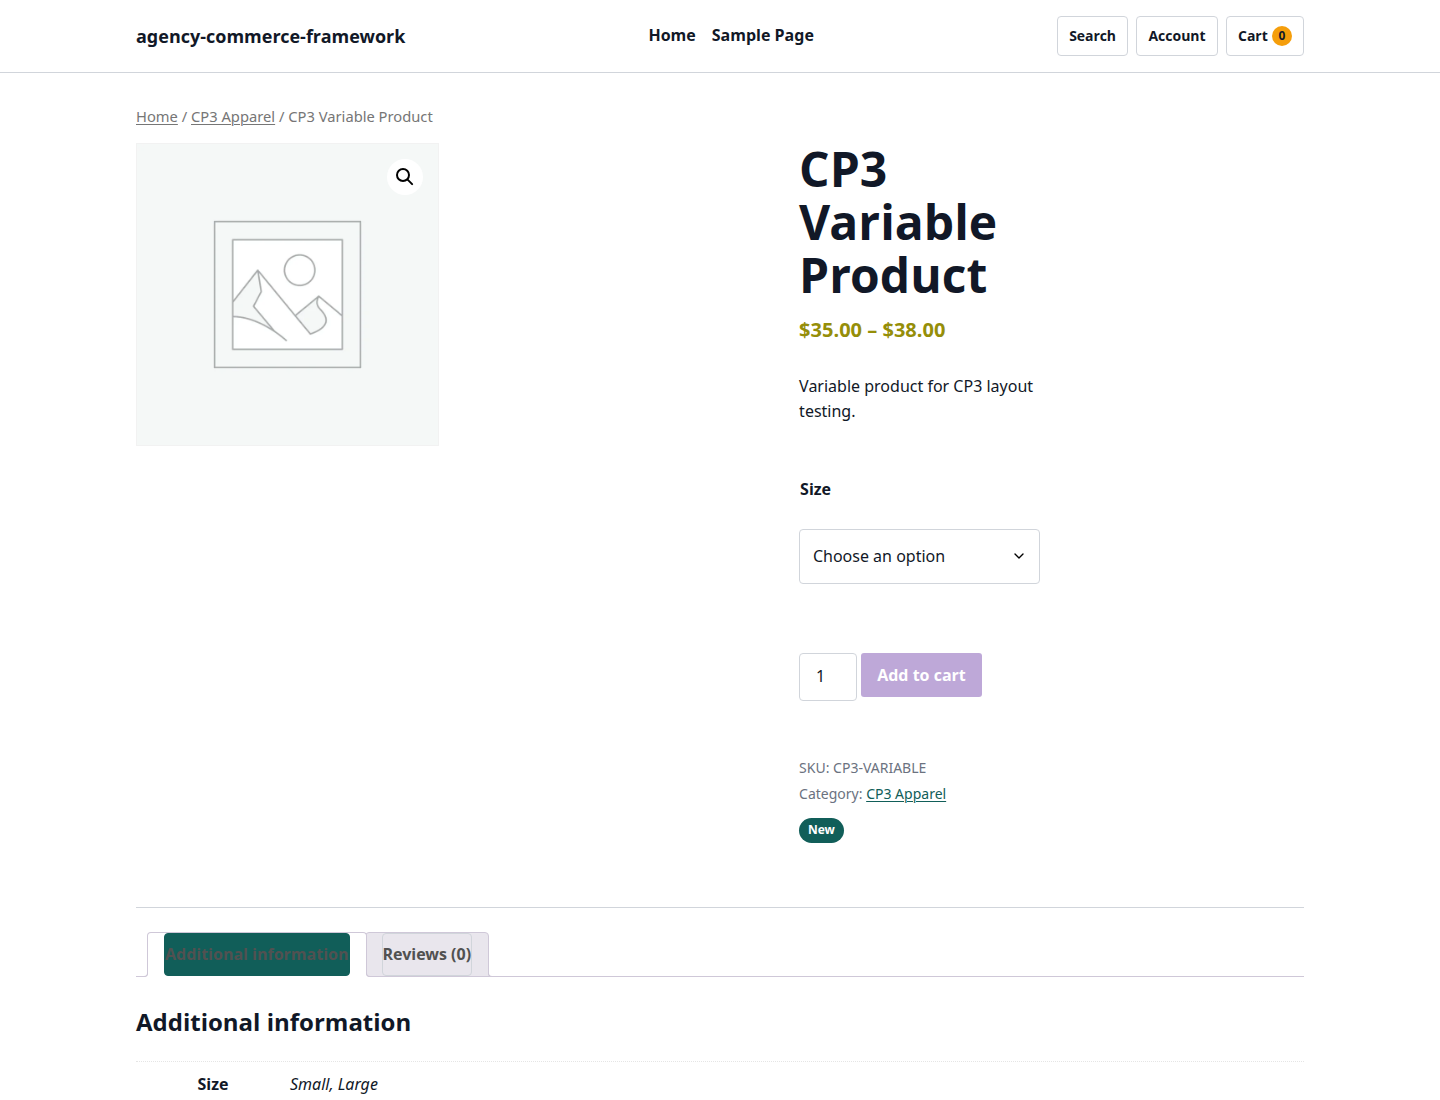 agency-commerce-framework
Home Sample Page
Search Account Cart 0
Home / CP3 Apparel / CP3 Variable Product
CP3
Variable
Product
$35.00 – $38.00
Variable product for CP3 layout
testing.
Size
Choose an option
1 Add to cart
SKU: CP3-VARIABLE
Category: CP3 Apparel
New
Additional information Reviews (0)
Additional information
Size Small, Large